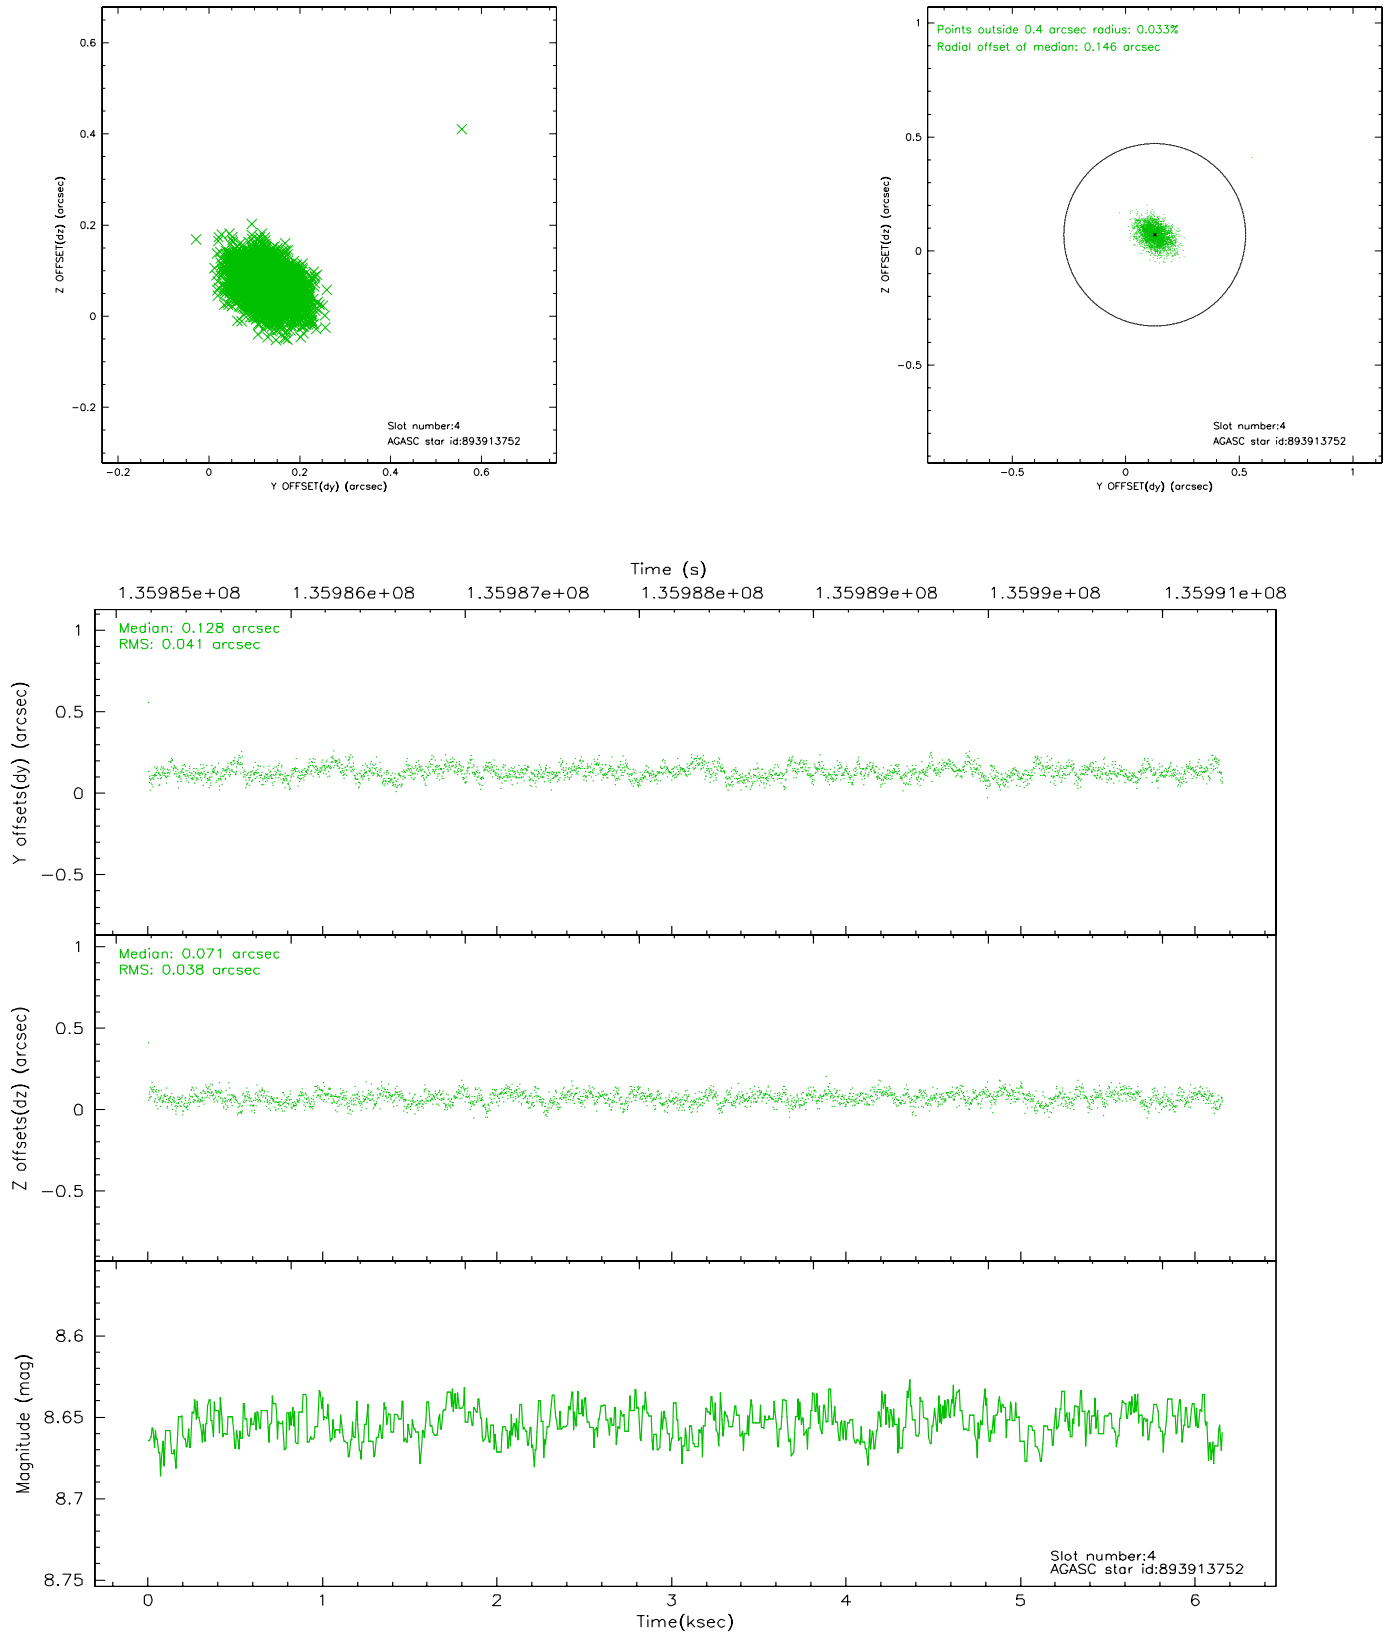 0.6
0.4
0.2
0
−0.2
Z OFFSET(dz) (arcsec)
Slot number:4
AGASC star id:893913752
−0.2 0 0.2 0.4 0.6
Y OFFSET(dy) (arcsec)
Points outside 0.4 arcsec radius: 0.033%
Radial offset of median: 0.146 arcsec
1
0.5
0
−0.5
Z OFFSET(dz) (arcsec)
Slot number:4
AGASC star id:893913752
−0.5 0 0.5 1
Y OFFSET(dy) (arcsec)
Time (s)
1.35985e+08 1.35986e+08 1.35987e+08 1.35988e+08 1.35989e+08 1.3599e+08 1.35991e+08
Median: 0.128 arcsec
RMS: 0.041 arcsec
1
0.5
0
−0.5
Y offsets(dy) (arcsec)
Median: 0.071 arcsec
RMS: 0.038 arcsec
1
0.5
0
−0.5
Z offsets(dz) (arcsec)
8.6
8.65
8.7
8.75
Magnitude (mag)
Slot number:4
AGASC star id:893913752
0 1 2 3 4 5 6
Time(ksec)